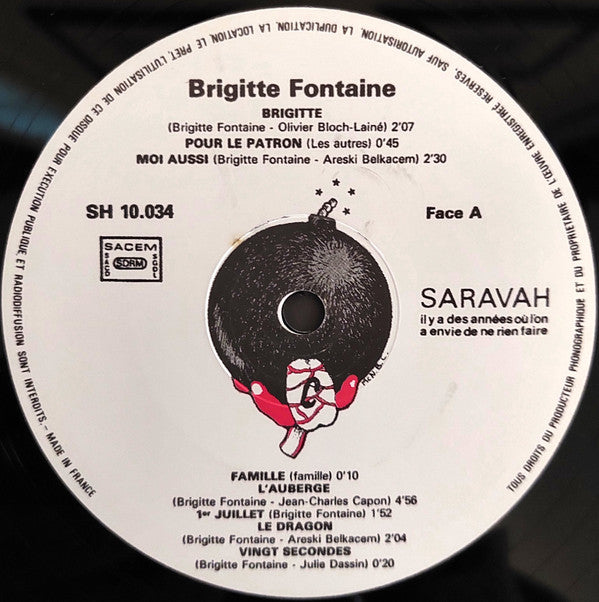 TOUS DROITS DU PRODUCTEUR PHONOGRAPHIQUE ET DU PROPRIETAIRE DE L'ŒUVRE ENREGISTREE RESERVES, SAUF AUTORISATION, LA DUPLICATION, LA LOCATION, LE PRET, L'UTILISATION DE CE DISQUE POUR EXECUTION PUBLIQUE, ET RADIODIFFUSION SONT INTERDITS. - MADE IN FRANCE
Brigitte Fontaine
BRIGITTE
(Brigitte Fontaine - Olivier Bloch-Lainé) 2'07
POUR LE PATRON (Les autres) 0'45
MOI AUSSI (Brigitte Fontaine - Areski Belkacem) 2'30
SH 10.034
Face A
SACEM
SACD SDRM SGDL
SARAVAH
il y a des années où l'on
a envie de ne rien faire
C
FAMILLE (famille) 0'10
L'AUBERGE
(Brigitte Fontaine - Jean-Charles Capon) 4'56
1er JUILLET (Brigitte Fontaine) 1'52
LE DRAGON
(Brigitte Fontaine - Areski Belkacem) 2'04
VINGT SECONDES
(Brigitte Fontaine - Julie Dassin) 0'20